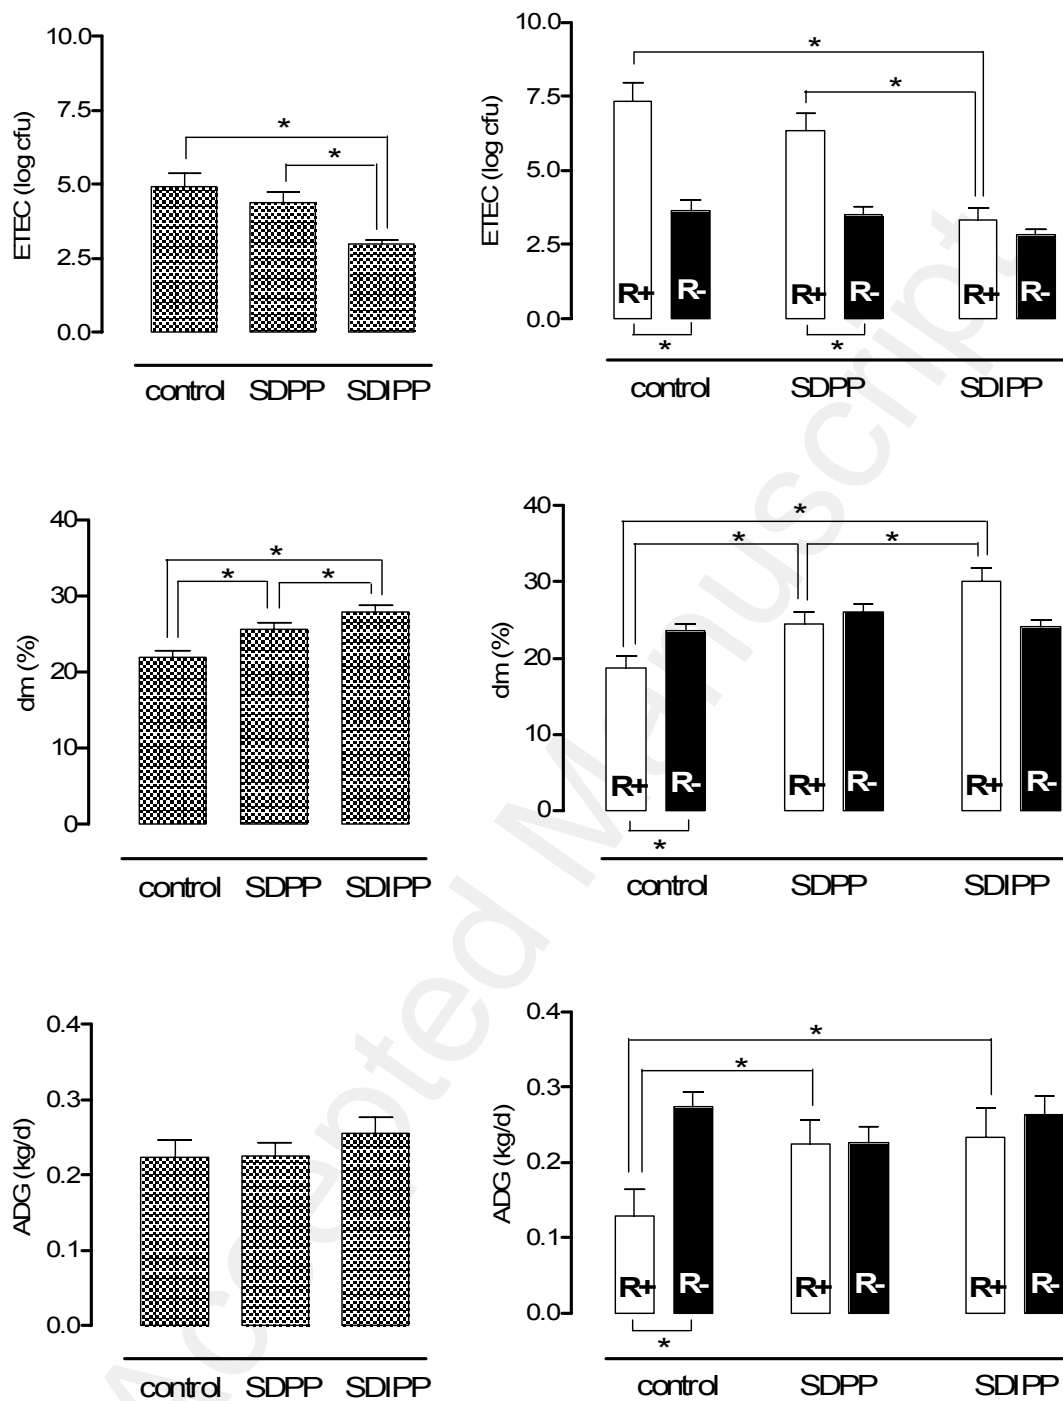 10.0
7.5
5.0
2.5
0.0
ETEC (log cfu)
*
*
control SDPP SDIPP
10.0
7.5
5.0
2.5
0.0
ETEC (log cfu)
*
*
R+ R- R+ R- R+ R-
* *
control SDPP SDIPP
40
30
20
10
0
dm (%)
*
* *
control SDPP SDIPP
40
30
20
10
0
dm (%)
*
* *
R+ R- R+ R- R+ R-
*
control SDPP SDIPP
0.4
0.3
0.2
0.1
0.0
ADG (kg/d)
control SDPP SDIPP
0.4
0.3
0.2
0.1
0.0
ADG (kg/d)
*
*
R+ R- R+ R- R+ R-
*
control SDPP SDIPP
Accepted Manuscript